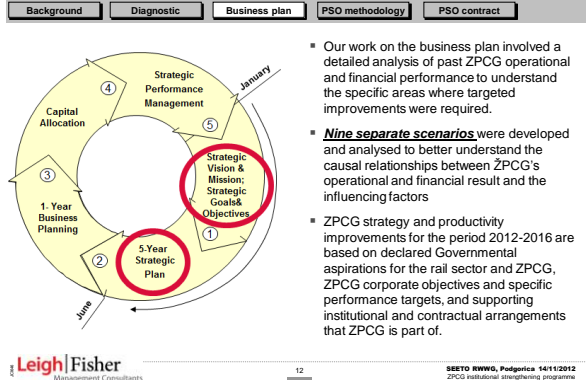 Background
Diagnostic
Business plan
PSO methodology
PSO contract
Strategic
Performance
Management
January
4
5
Capital
Allocation
3
1- Year
Business
Planning
Strategic
Vision &
Mission;
Strategic
Goals&
Objectives
1
2
5-Year
Strategic
Plan
June
▪ Our work on the business plan involved a
detailed analysis of past ZPCG operational
and financial performance to understand
the specific areas where targeted
improvements were required.
▪ Nine separate scenarios were developed
and analysed to better understand the
causal relationships between ŽPCG's
operational and financial result and the
influencing factors
▪ ZPCG strategy and productivity
improvements for the period 2012-2016 are
based on declared Governmental
aspirations for the rail sector and ZPCG,
ZPCG corporate objectives and specific
performance targets, and supporting
institutional and contractual arrangements
that ZPCG is part of.
Leigh|Fisher
Management Consultants
12
SEETO RWWG, Podgorica 14/11/2012
ZPCG institutional strengthening programme